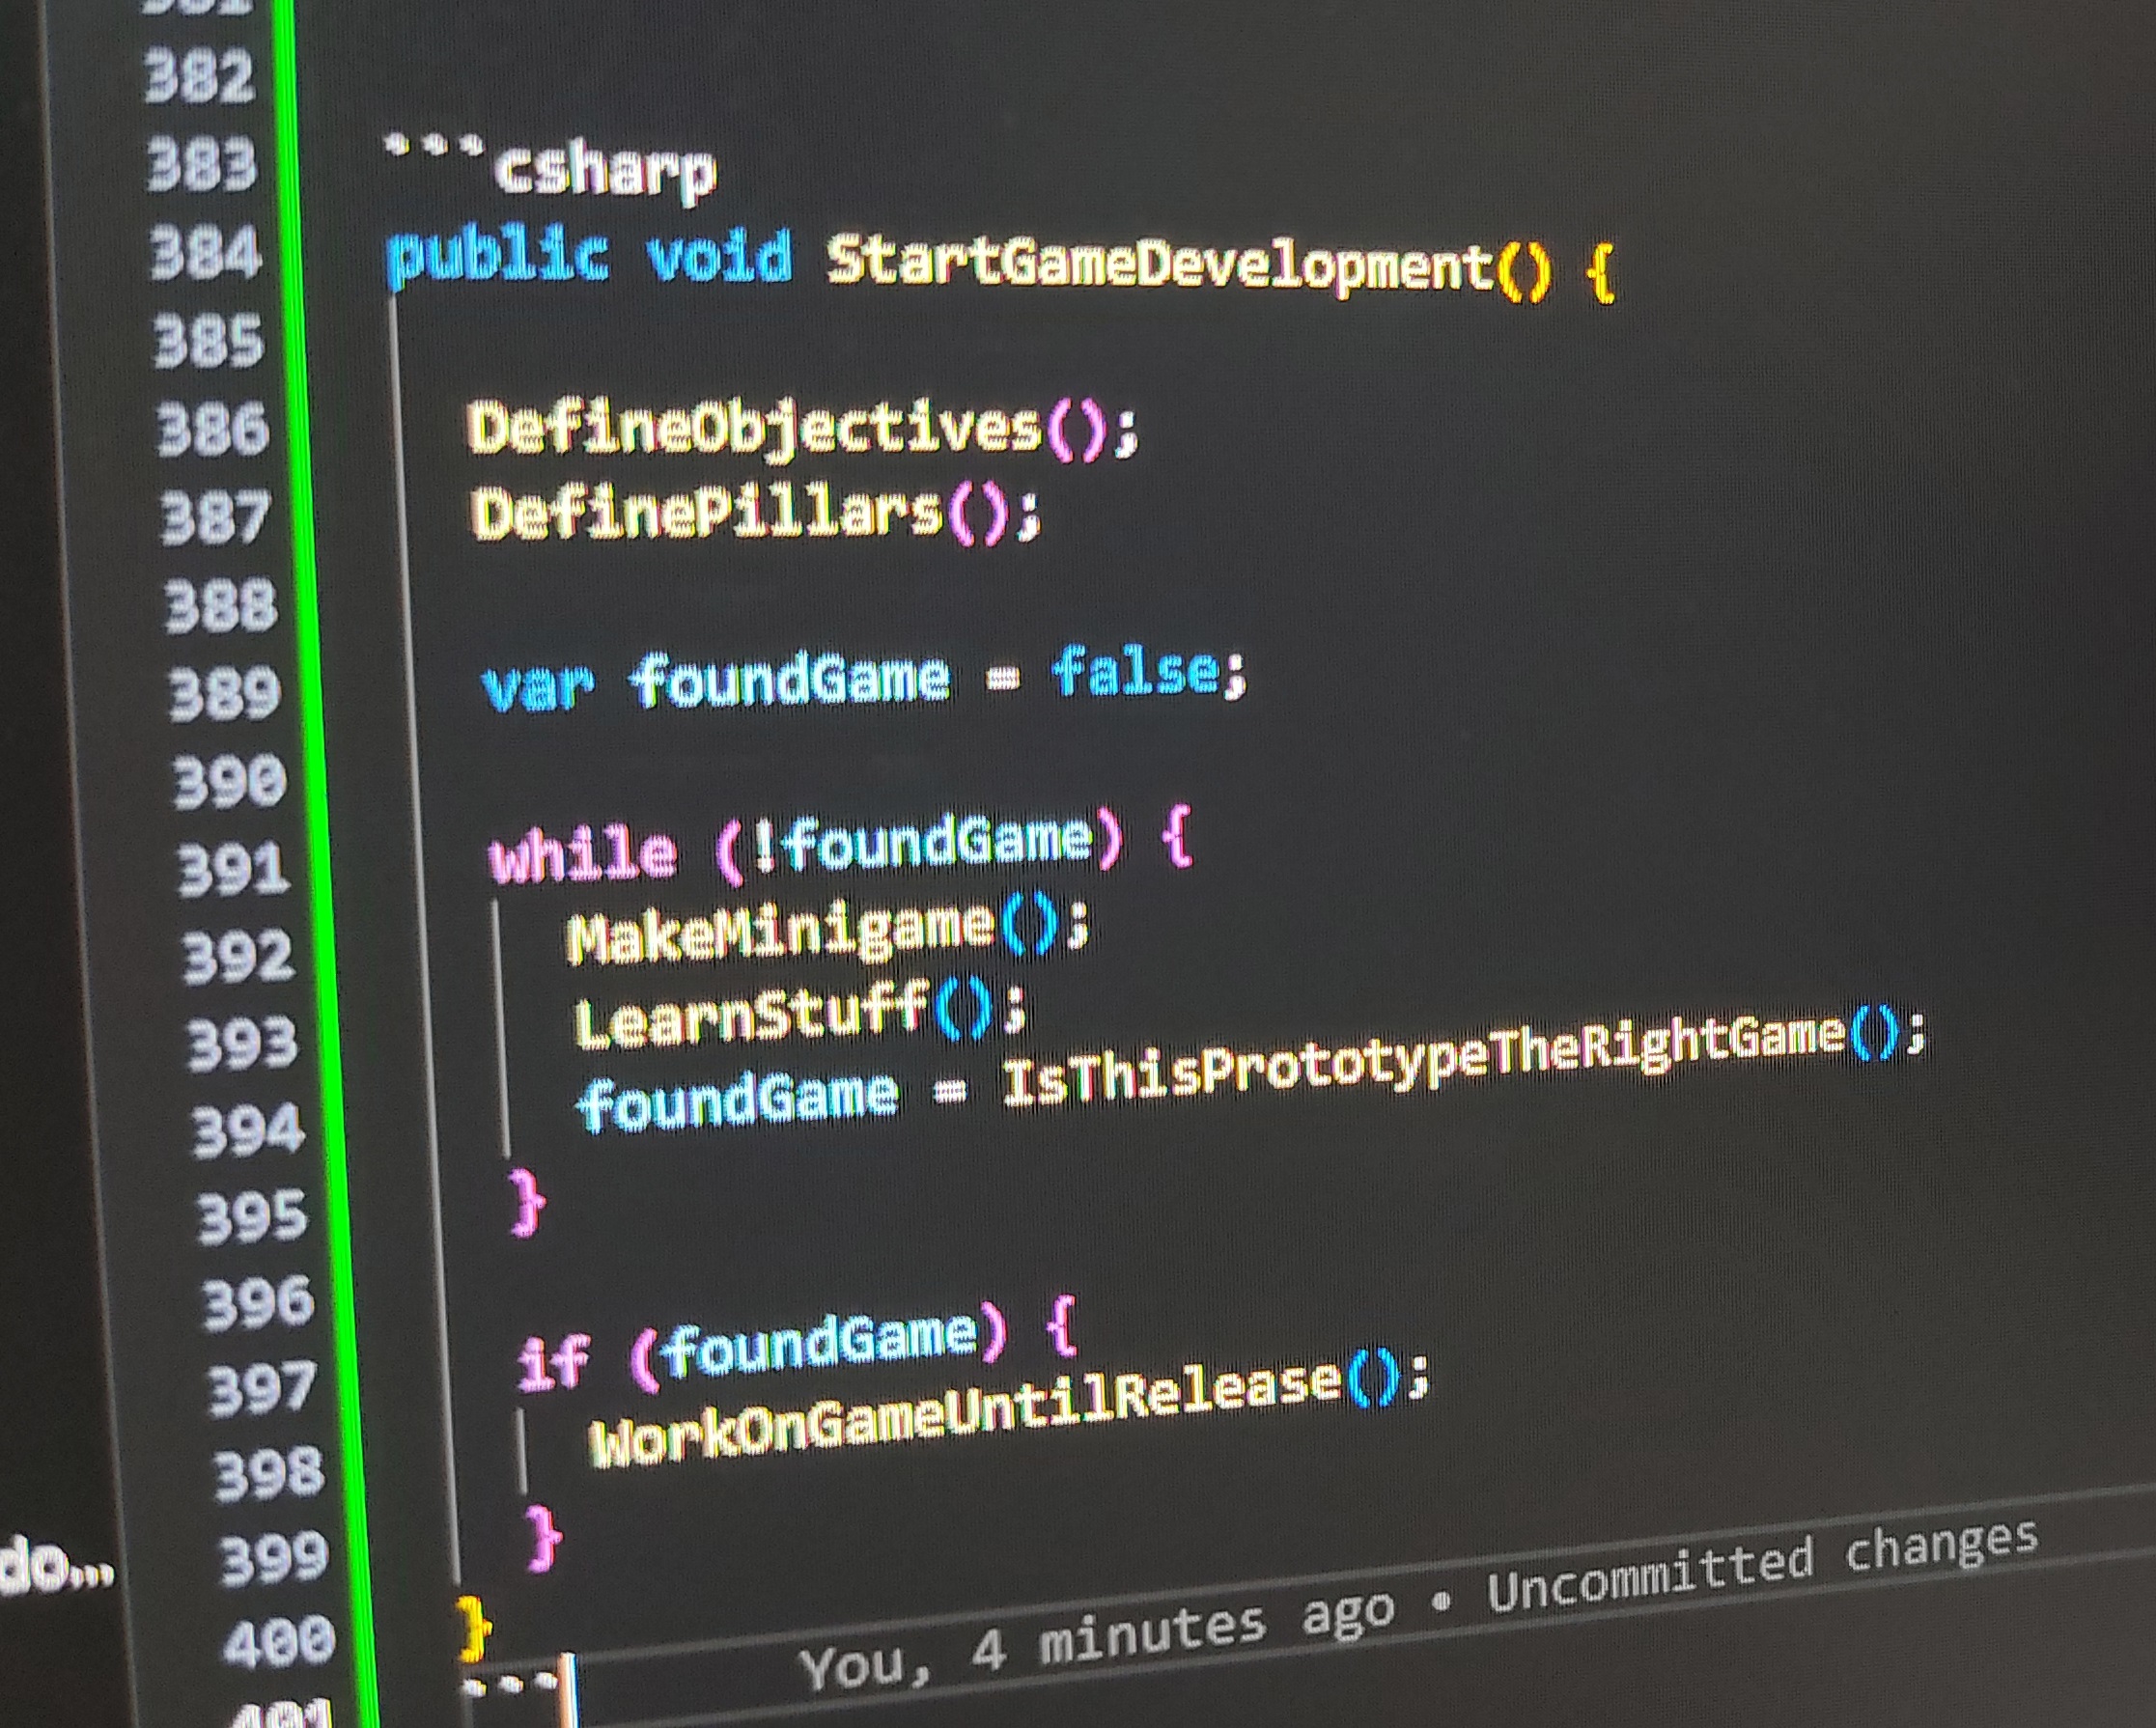 381
382
383 ```csharp
384 public void StartGameDevelopment() {
385
386 DefineObjectives();
387 DefinePillars();
388
389 var foundGame = false;
390
391 while (!foundGame) {
392 MakeMinigame();
393 LearnStuff();
394 foundGame = IsThisPrototypeTheRightGame();
395 }
396
397 if (foundGame) {
398 WorkOnGameUntilRelease();
399 }
400 }
401 ``` You, 4 minutes ago • Uncommitted changes
do...